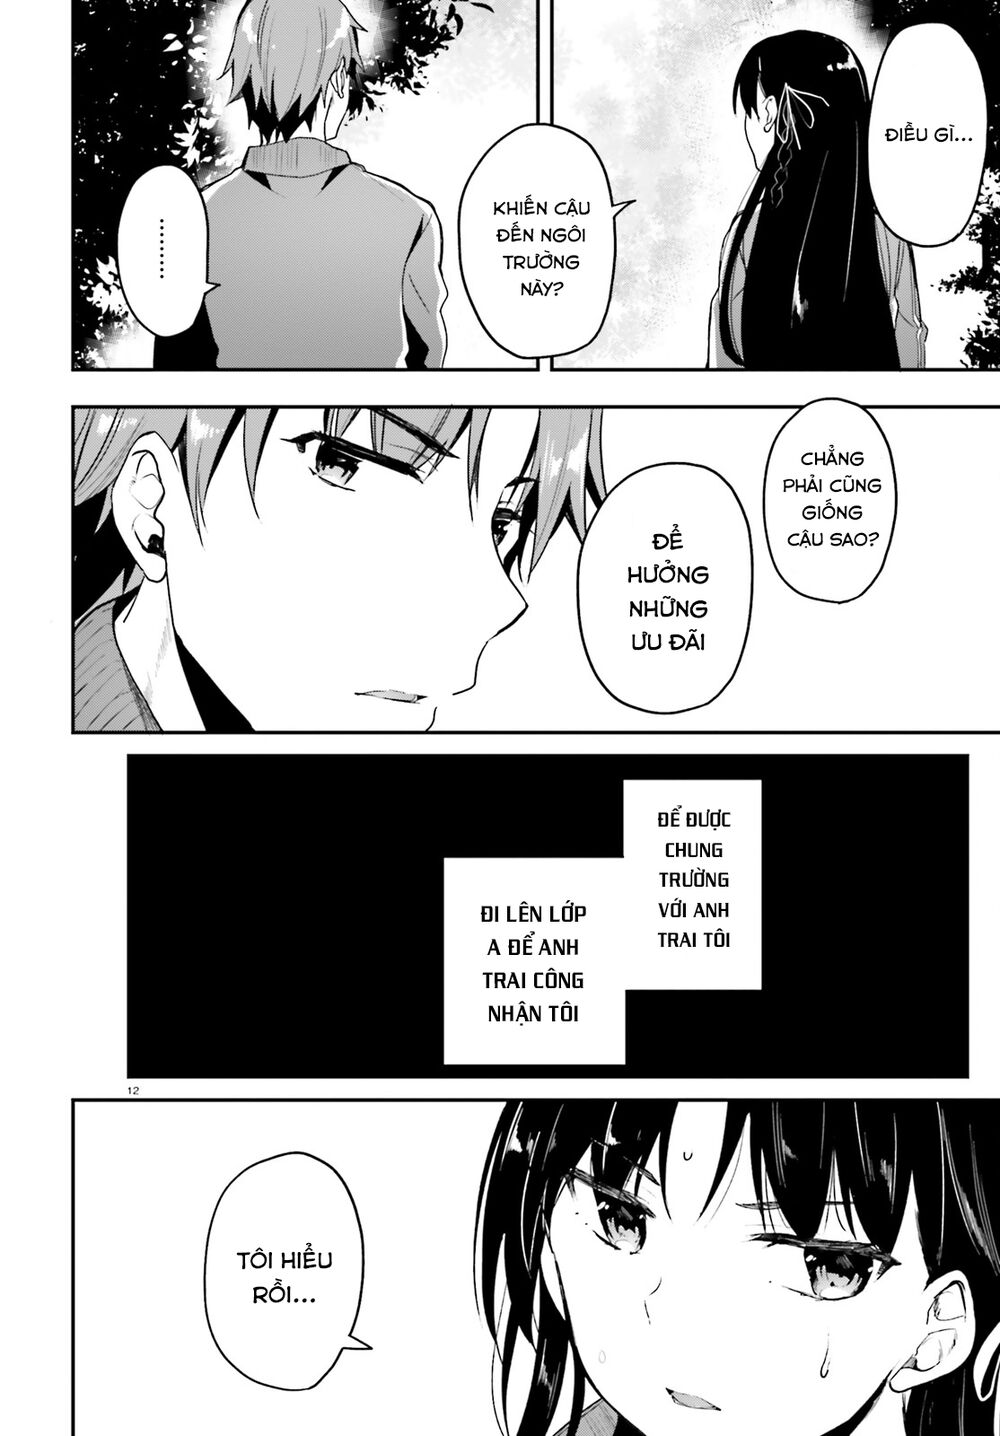 ĐIỀU GÌ...
KHIẾN CẬU
ĐẾN NGÔI
TRƯỜNG
NÀY?
..........
CHẲNG
PHẢI CŨNG
GIỐNG
CẬU SAO?
ĐỂ
HƯỞNG
NHỮNG
ƯU ĐÃI
ĐỂ ĐƯỢC
CHUNG
TRƯỜNG
VỚI ANH
TRAI TÔI
ĐI LÊN LỚP
A ĐỂ ANH
TRAI CÔNG
NHẬN TÔI
12
TÔI HIỂU
RỒI...